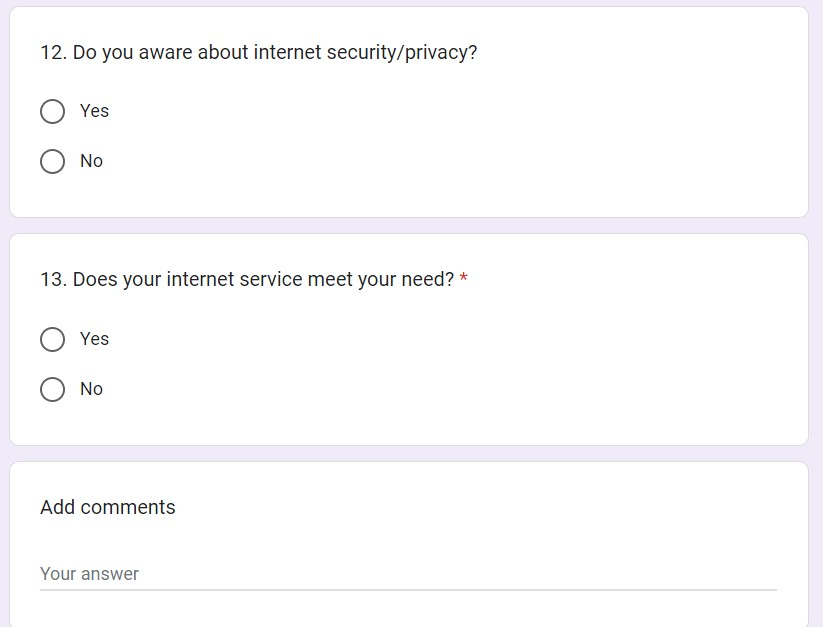 12. Do you aware about internet security/privacy?
Yes
No
13. Does your internet service meet your need? *
Yes
No
Add comments
Your answer